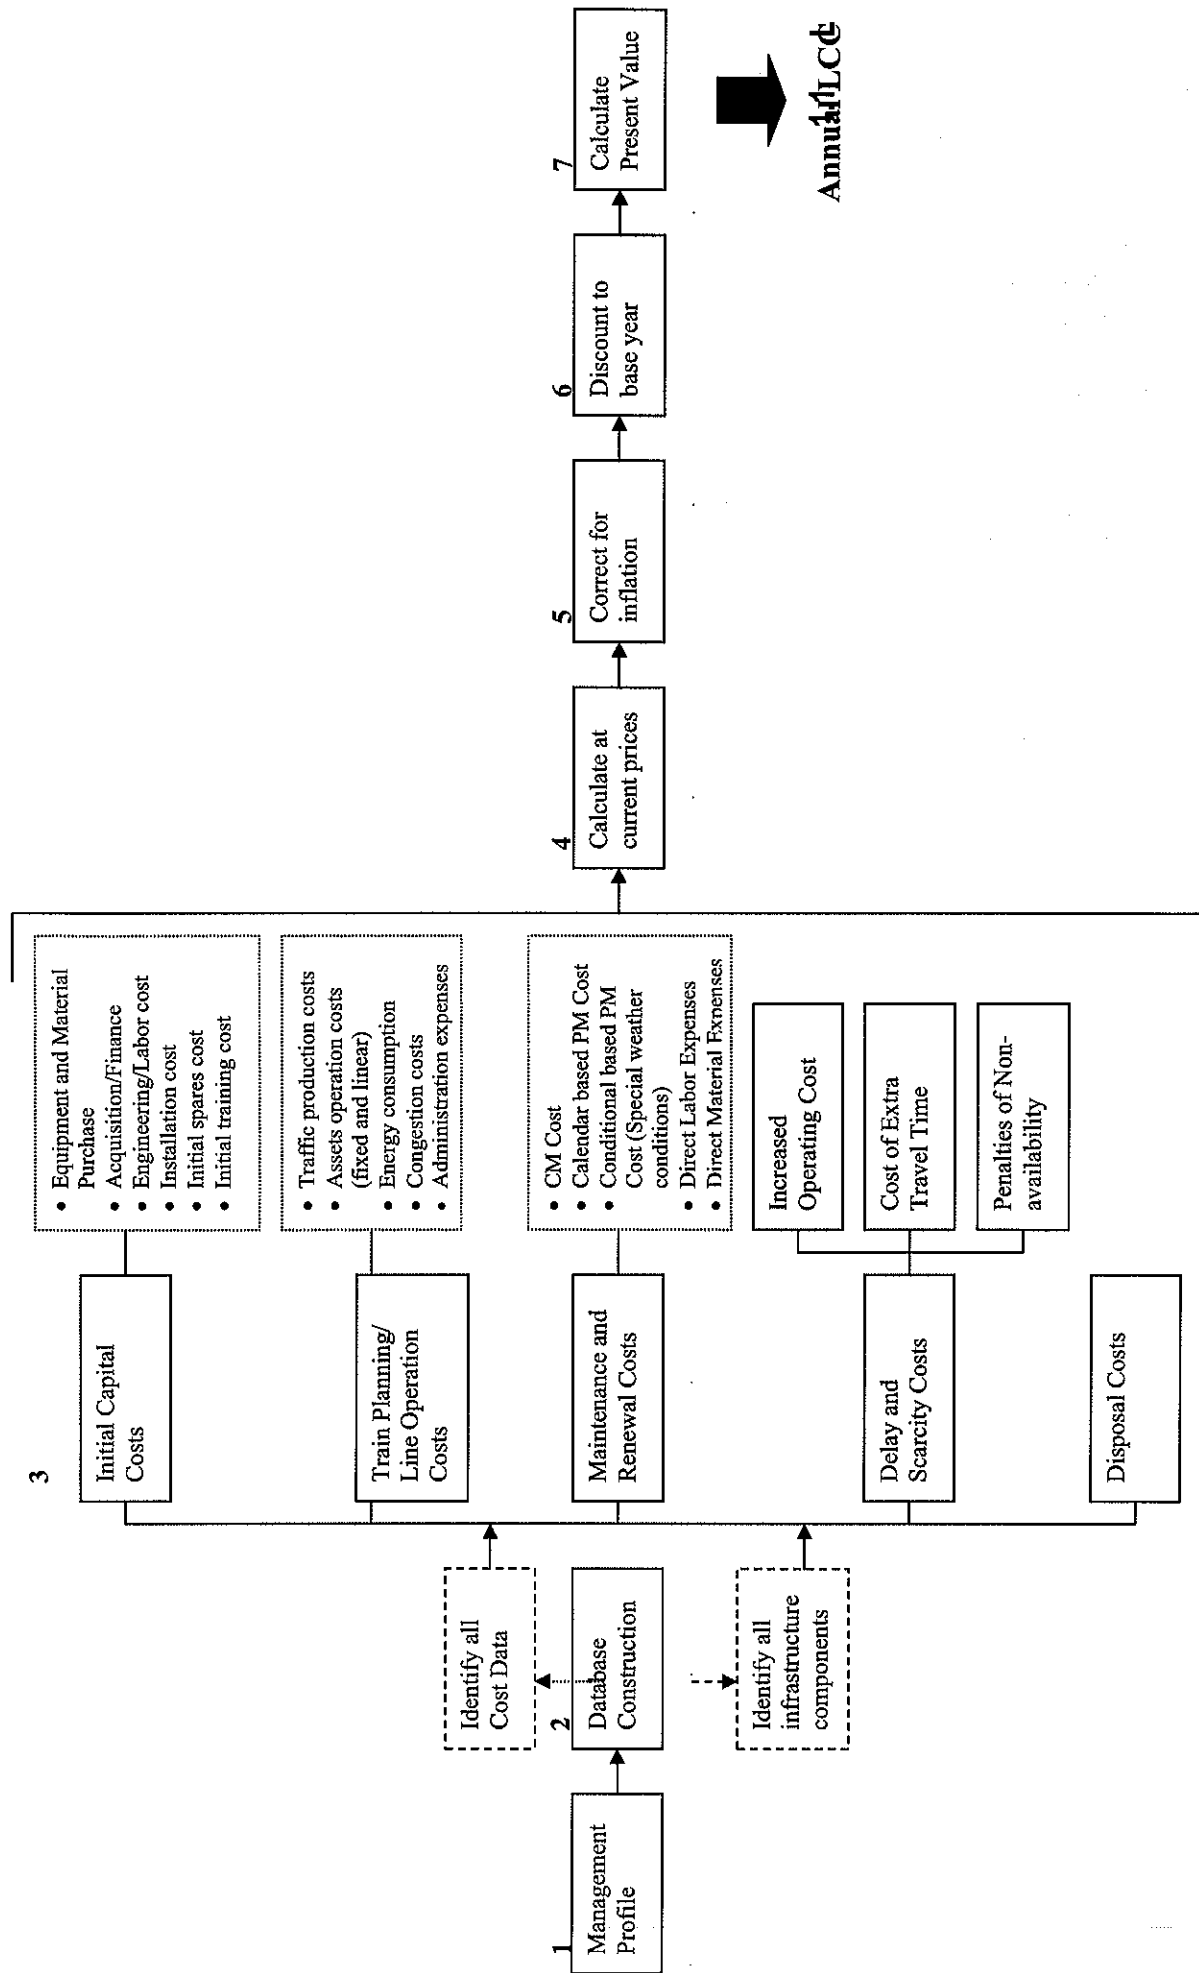 1
Management
Profile
2
Database
Construction
Identify all
Cost Data
Identify all
infrastructure
components
3
Initial Capital
Costs
• Equipment and Material
Purchase
• Acquisition/Finance
• Engineering/Labor cost
• Installation cost
• Initial spares cost
• Initial training cost
Train Planning/
Line Operation
Costs
• Traffic production costs
• Assets operation costs
(fixed and linear)
• Energy consumption
• Congestion costs
• Administration expenses
Maintenance and
Renewal Costs
• CM Cost
• Calendar based PM Cost
• Conditional based PM
Cost (Special weather
conditions)
• Direct Labor Expenses
• Direct Material Expenses
Delay and
Scarcity Costs
Increased
Operating Cost
Cost of Extra
Travel Time
Penalties of Non-
availability
Disposal Costs
4
Calculate at
current prices
5
Correct for
inflation
6
Discount to
base year
7
Calculate
Present Value
Annual LCC